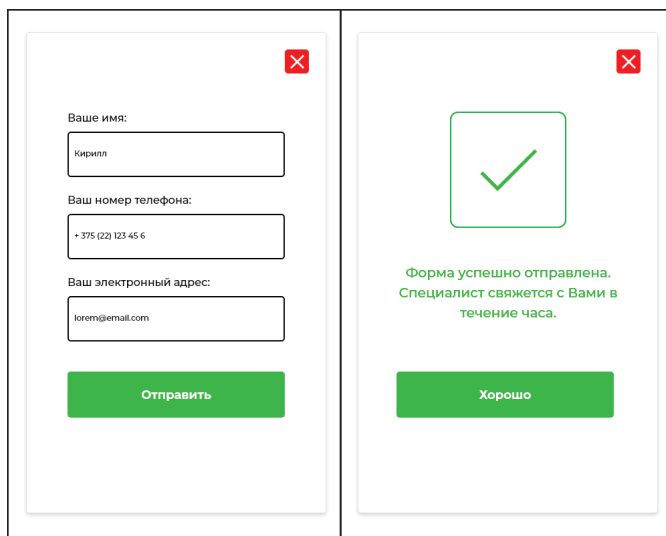 Ваше имя:
Кирилл
Ваш номер телефона:
+ 375 (22) 123 45 6
Ваш электронный адрес:
lorem@email.com
Отправить
Форма успешно отправлена.
Специалист свяжется с Вами в
течение часа.
Хорошо